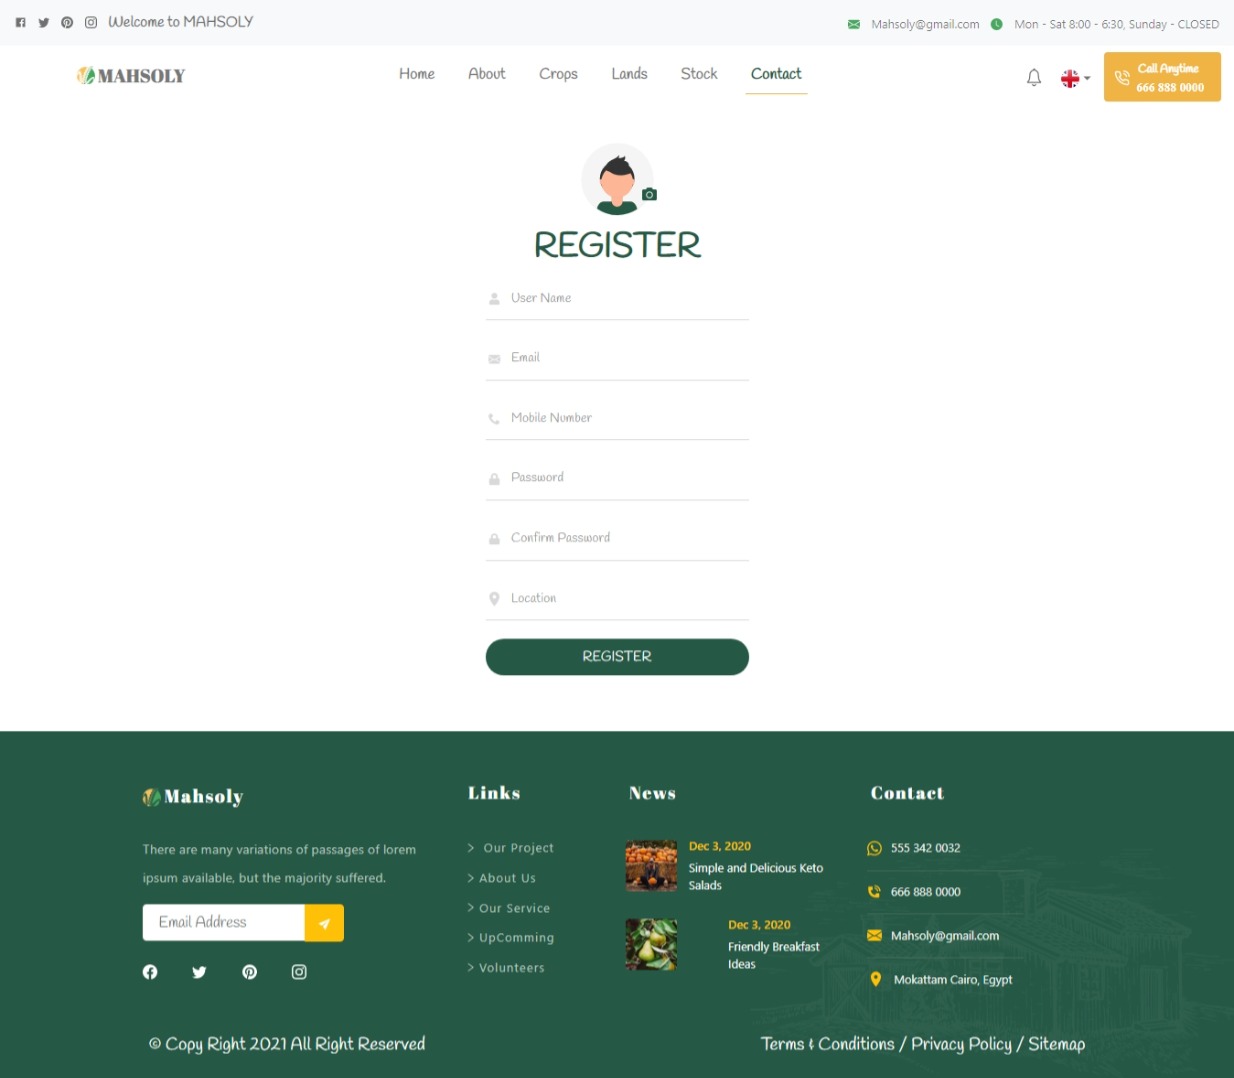 Welcome to MAHSOLY
Mahsoly@gmail.com Mon - Sat 8:00 - 6:30, Sunday - CLOSED
MAHSOLY
Home About Crops Lands Stock Contact
Call Anytime
666 888 0000
REGISTER
User Name
Email
Mobile Number
Password
Confirm Password
Location
REGISTER
Mahsoly
There are many variations of passages of lorem
ipsum available, but the majority suffered.
Email Address
Links
> Our Project
> About Us
> Our Service
> UpComming
> Volunteers
News
Dec 3, 2020
Simple and Delicious Keto
Salads
Dec 3, 2020
Friendly Breakfast
Ideas
Contact
555 342 0032
666 888 0000
Mahsoly@gmail.com
Mokattam Cairo, Egypt
© Copy Right 2021 All Right Reserved
Terms & Conditions / Privacy Policy / Sitemap